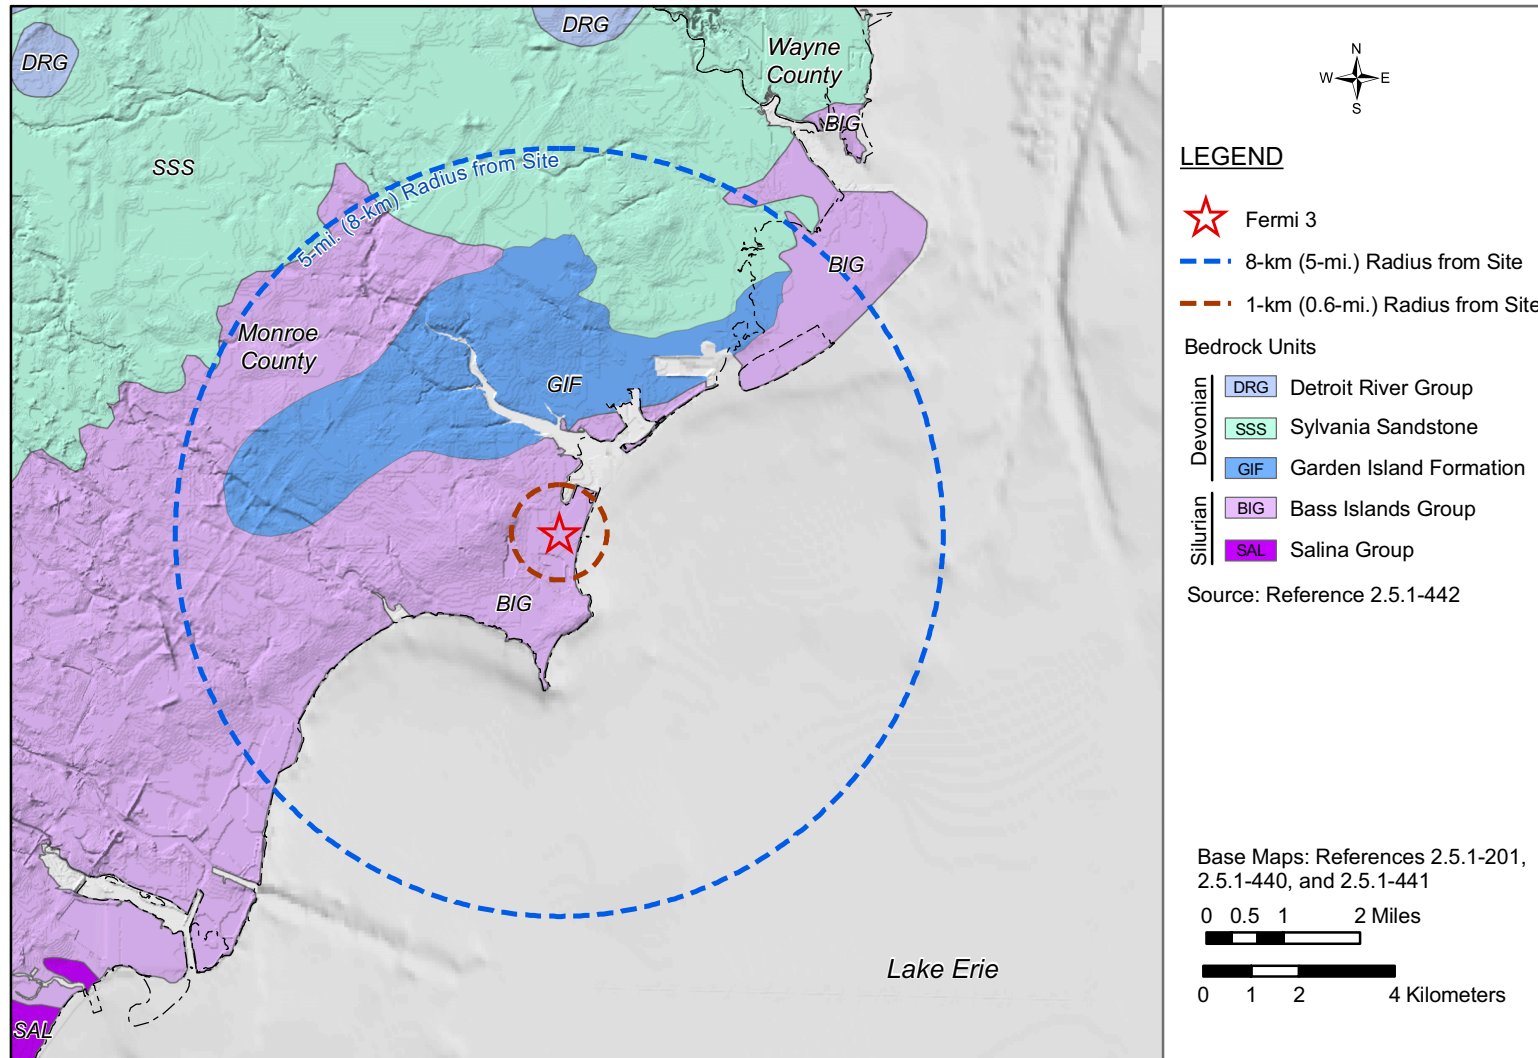 DRG
DRG
Wayne
County
BIG
SSS
5-mi. (8-km) Radius from Site
BIG
Monroe
County
GIF
BIG
Lake Erie
SAL
N
W E
S
LEGEND
Fermi 3
8-km (5-mi.) Radius from Site
1-km (0.6-mi.) Radius from Site
Bedrock Units
Devonian
DRG Detroit River Group
SSS Sylvania Sandstone
GIF Garden Island Formation
Silurian
BIG Bass Islands Group
SAL Salina Group
Source: Reference 2.5.1-442
Base Maps: References 2.5.1-201,
2.5.1-440, and 2.5.1-441
0 0.5 1 2 Miles
0 1 2 4 Kilometers